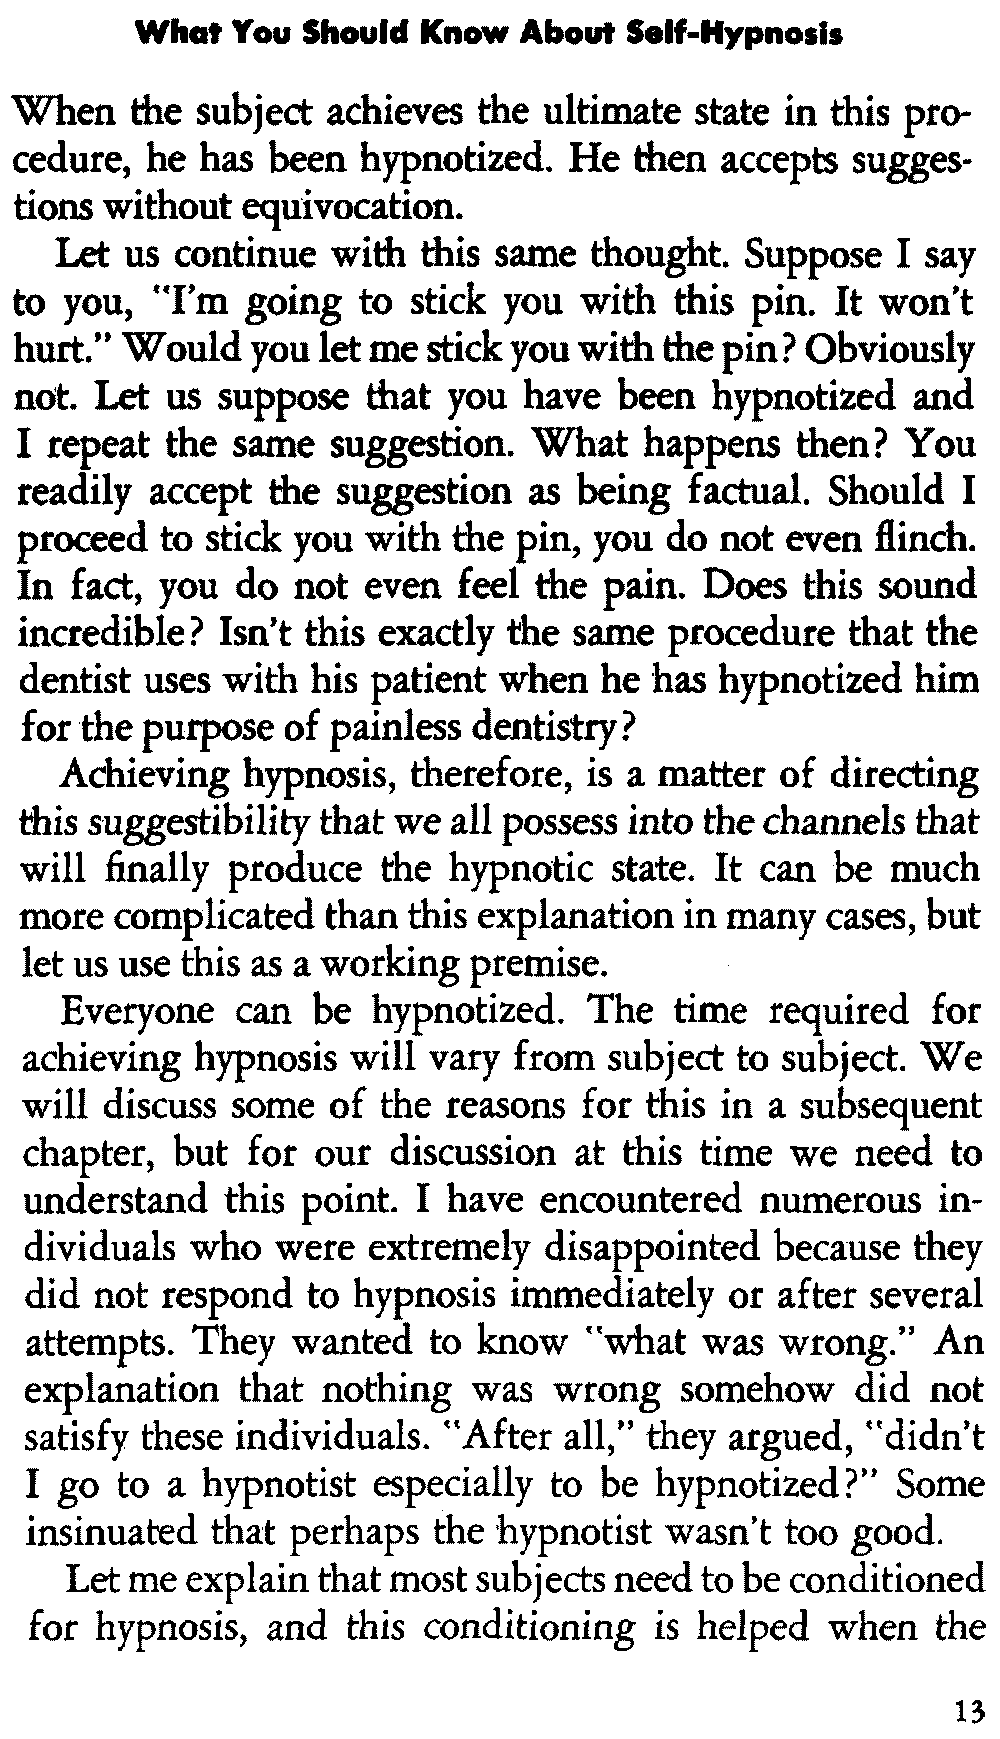 What You Should Know About Self-Hypnosis
When the subject achieves the ultimate state in this pro-
cedure, he has been hypnotized. He then accepts sugges-
tions without equivocation.
Let us continue with this same thought. Suppose I say
to you, "I'm going to stick you with this pin. It won't
hurt." Would you let me stick you with the pin? Obviously
not. Let us suppose that you have been hypnotized and
I repeat the same suggestion. What happens then? You
readily accept the suggestion as being factual. Should I
proceed to stick you with the pin, you do not even flinch.
In fact, you do not even feel the pain. Does this sound
incredible? Isn't this exactly the same procedure that the
dentist uses with his patient when he has hypnotized him
for the purpose of painless dentistry?
Achieving hypnosis, therefore, is a matter of directing
this suggestibility that we all possess into the channels that
will finally produce the hypnotic state. It can be much
more complicated than this explanation in many cases, but
let us use this as a working premise.
Everyone can be hypnotized. The time required for
achieving hypnosis will vary from subject to subject. We
will discuss some of the reasons for this in a subsequent
chapter, but for our discussion at this time we need to
understand this point. I have encountered numerous in-
dividuals who were extremely disappointed because they
did not respond to hypnosis immediately or after several
attempts. They wanted to know "what was wrong." An
explanation that nothing was wrong somehow did not
satisfy these individuals. "After all," they argued, "didn't
I go to a hypnotist especially to be hypnotized?" Some
insinuated that perhaps the hypnotist wasn't too good.
Let me explain that most subjects need to be conditioned
for hypnosis, and this conditioning is helped when the
13